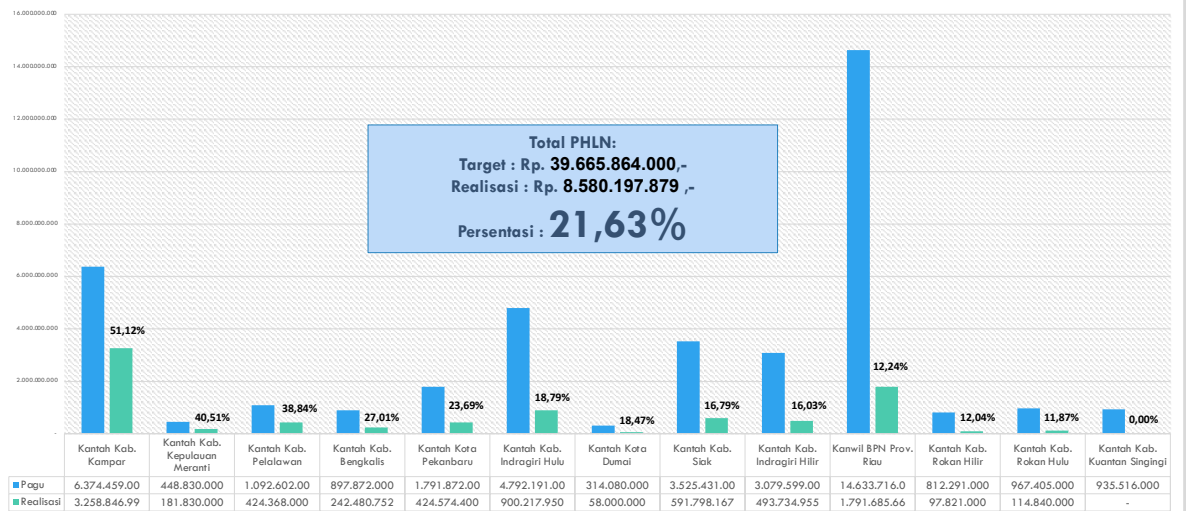 16.000.000.000
14.000.000.000
12.000.000.000
10.000.000.000
8.000.000.000
6.000.000.000
4.000.000.000
2.000.000.000
-
Total PHLN:
Target : Rp. 39.665.864.000,-
Realisasi : Rp. 8.580.197.879 ,-
Persentasi : 21,63%
51,12%
40,51%
38,84%
27,01%
23,69%
18,79%
18,47%
16,79%
16,03%
12,24%
12,04%
11,87%
0,00%
Kantah Kab. Kampar
Kantah Kab. Kepulauan Meranti
Kantah Kab. Pelalawan
Kantah Kab. Bengkalis
Kantah Kota Pekanbaru
Kantah Kab. Indragiri Hulu
Kantah Kota Dumai
Kantah Kab. Siak
Kantah Kab. Indragiri Hilir
Kanwil BPN Prov. Riau
Kantah Kab. Rokan Hilir
Kantah Kab. Rokan Hulu
Kantah Kab. Kuantan Singingi
Pagu 6.374.459.00 448.830.000 1.092.602.00 897.872.000 1.791.872.00 4.792.191.00 314.080.000 3.525.431.00 3.079.599.00 14.633.716.0 812.291.000 967.405.000 935.516.000
Realisasi 3.258.846.99 181.830.000 424.368.000 242.480.752 424.574.400 900.217.950 58.000.000 591.798.167 493.734.955 1.791.685.66 97.821.000 114.840.000 -